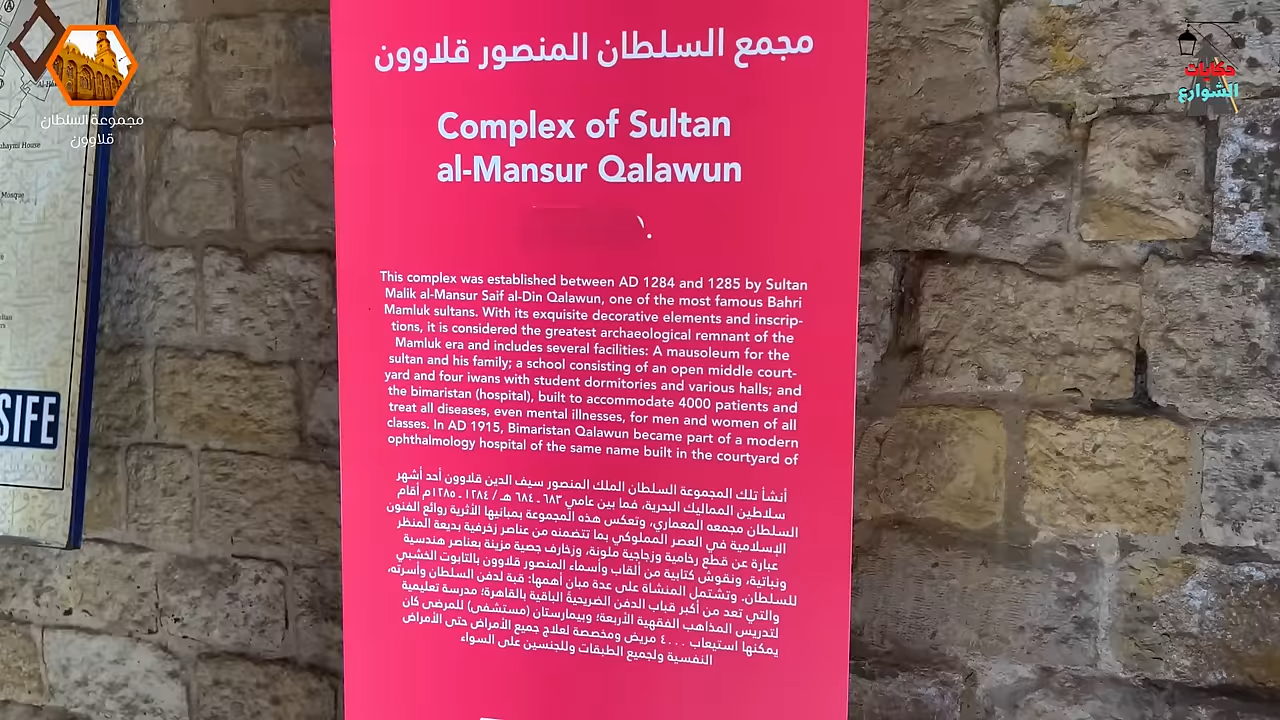 مجمع السلطان المنصور قلاوون
Complex of Sultan
al-Mansur Qalawun
This complex was established between AD 1284 and 1285 by Sultan
Malik al-Mansur Saif al-Din Qalawun, one of the most famous Bahri
Mamluk sultans. With its exquisite decorative elements and inscrip-
tions, it is considered the greatest archaeological remnant of the
Mamluk era and includes several facilities: A mausoleum for the
sultan and his family; a school consisting of an open middle court-
yard and four iwans with student dormitories and various halls; and
the bimaristan (hospital), built to accommodate 4000 patients and
treat all diseases, even mental illnesses, for men and women of all
classes. In AD 1915, Bimaristan Qalawun became part of a modern
ophthalmology hospital of the same name built in the courtyard of
أنشأ تلك المجموعة السلطان الملك المنصور سيف الدين قلاوون أحد أشهر
سلاطين المماليك البحرية، فما بين عامي ٦٨٣ ـ ٦٨٤ هـ / ١٢٨٤ ـ ١٢٨٥م أقام
السلطان مجمعه المعماري، وتعكس هذه المجموعة بمبانيها الأثرية روائع الفنون
الإسلامية في العصر المملوكي بما تتضمنه من عناصر زخرفية بديعة المنظر
عبارة عن قطع رخامية وزجاجية ملونة، وزخارف جصية مزينة بعناصر هندسية
ونباتية، ونقوش كتابية من ألقاب وأسماء المنصور قلاوون بالتابوت الخشبي
للسلطان. وتشتمل المنشاة على عدة مبان أهمها: قبة لدفن السلطان وأسرته،
والتي تعد من أكبر قباب الدفن الضريحية الباقية بالقاهرة؛ مدرسة تعليمية
لتدريس المذاهب الفقهية الأربعة؛ وبيمارستان (مستشفى) للمرضى كان
يمكنها استيعاب ٤٠٠٠ مريض ومخصصة لعلاج جميع الأمراض حتى الأمراض
النفسية ولجميع الطبقات وللجنسين على السواء
مجموعة السلطان
قلاوون
حكايات
الشوارع
uhaymi House
Mosque
SIFE